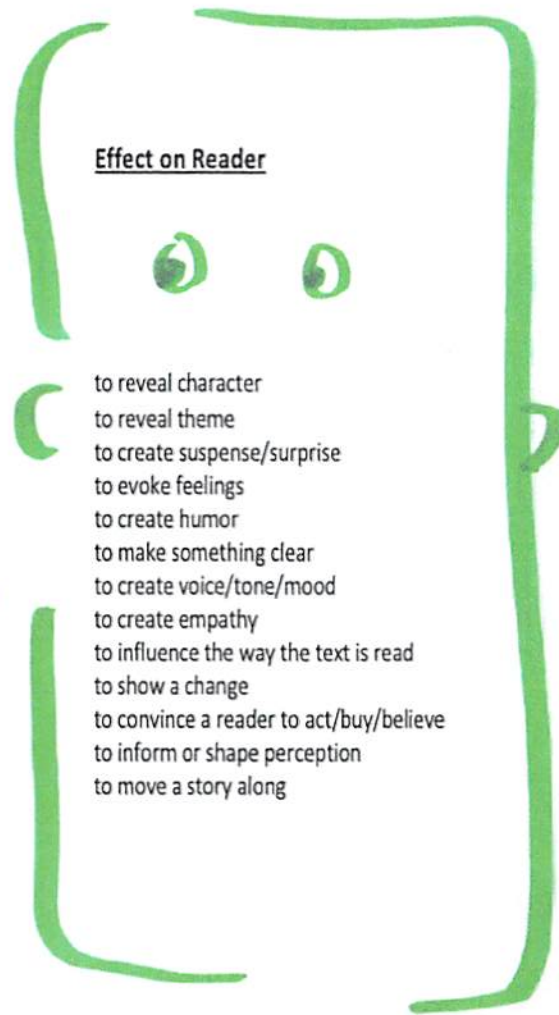 Effect on Reader
to reveal character
to reveal theme
to create suspense/surprise
to evoke feelings
to create humor
to make something clear
to create voice/tone/mood
to create empathy
to influence the way the text is read
to show a change
to convince a reader to act/buy/believe
to inform or shape perception
to move a story along